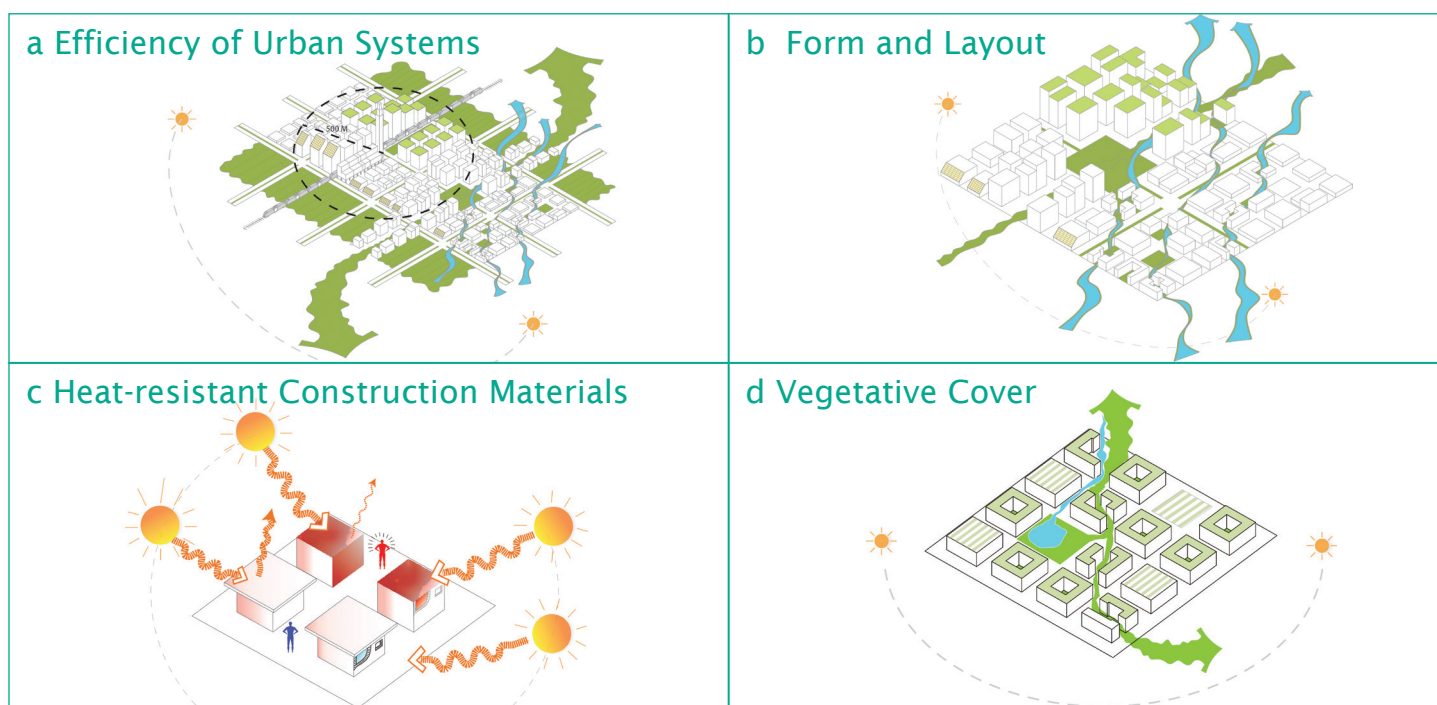 a Efficiency of Urban Systems
b Form and Layout
500 M
c Heat-resistant Construction Materials
d Vegetative Cover